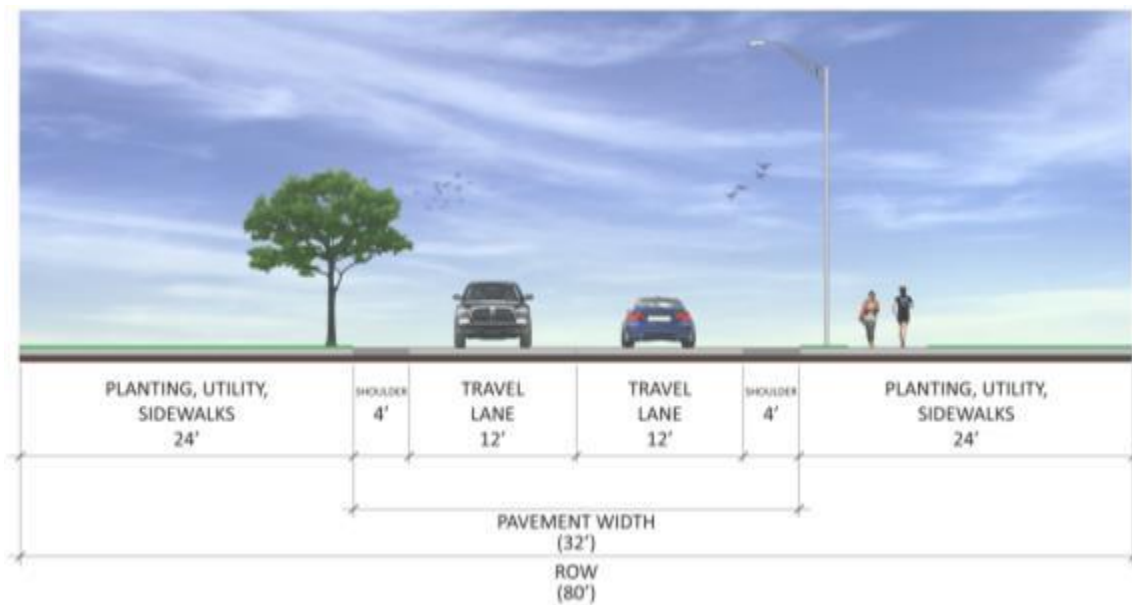 PLANTING, UTILITY,
SIDEWALKS
24'
SHOULDER
4'
TRAVEL
LANE
12'
TRAVEL
LANE
12'
SHOULDER
4'
PLANTING, UTILITY,
SIDEWALKS
24'
PAVEMENT WIDTH
(32')
ROW
(80')